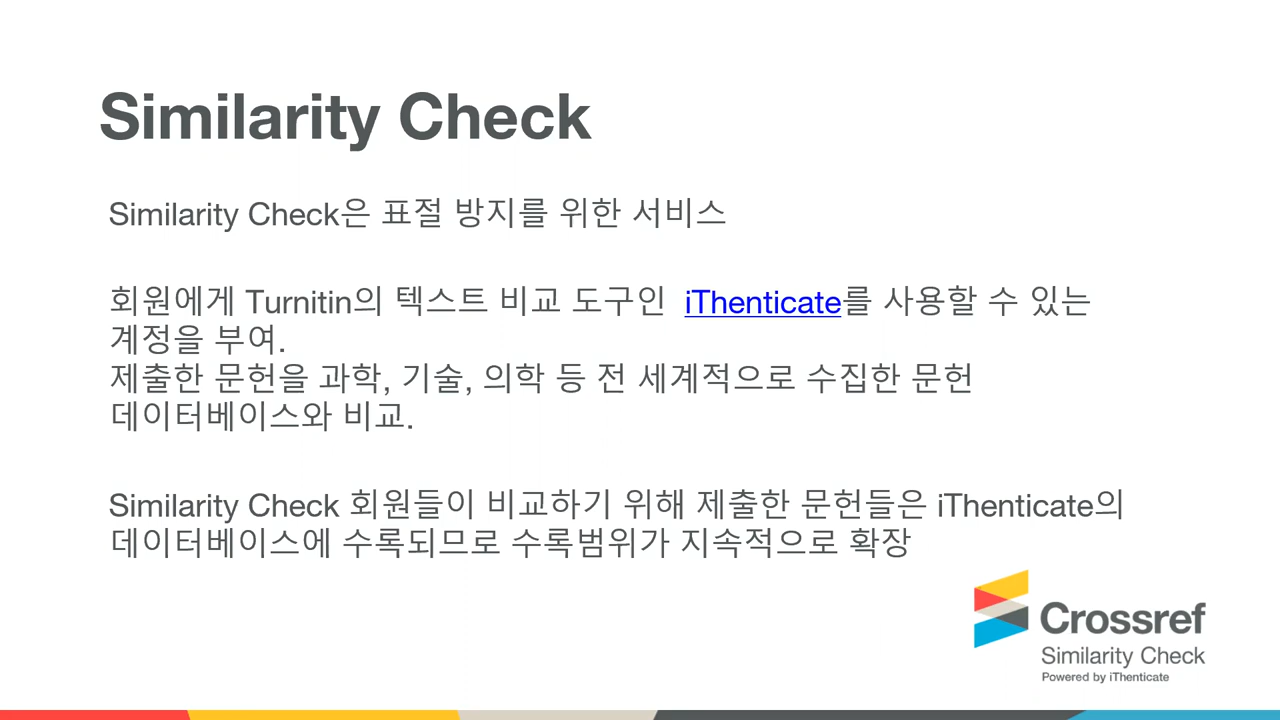 Similarity Check
Similarity Check은 표절 방지를 위한 서비스
회원에게 Turnitin의 텍스트 비교 도구인 iThenticate를 사용할 수 있는
계정을 부여.
제출한 문헌을 과학, 기술, 의학 등 전 세계적으로 수집한 문헌
데이터베이스와 비교.
Similarity Check 회원들이 비교하기 위해 제출한 문헌들은 iThenticate의
데이터베이스에 수록되므로 수록범위가 지속적으로 확장
Crossref
Similarity Check
Powered by iThenticate